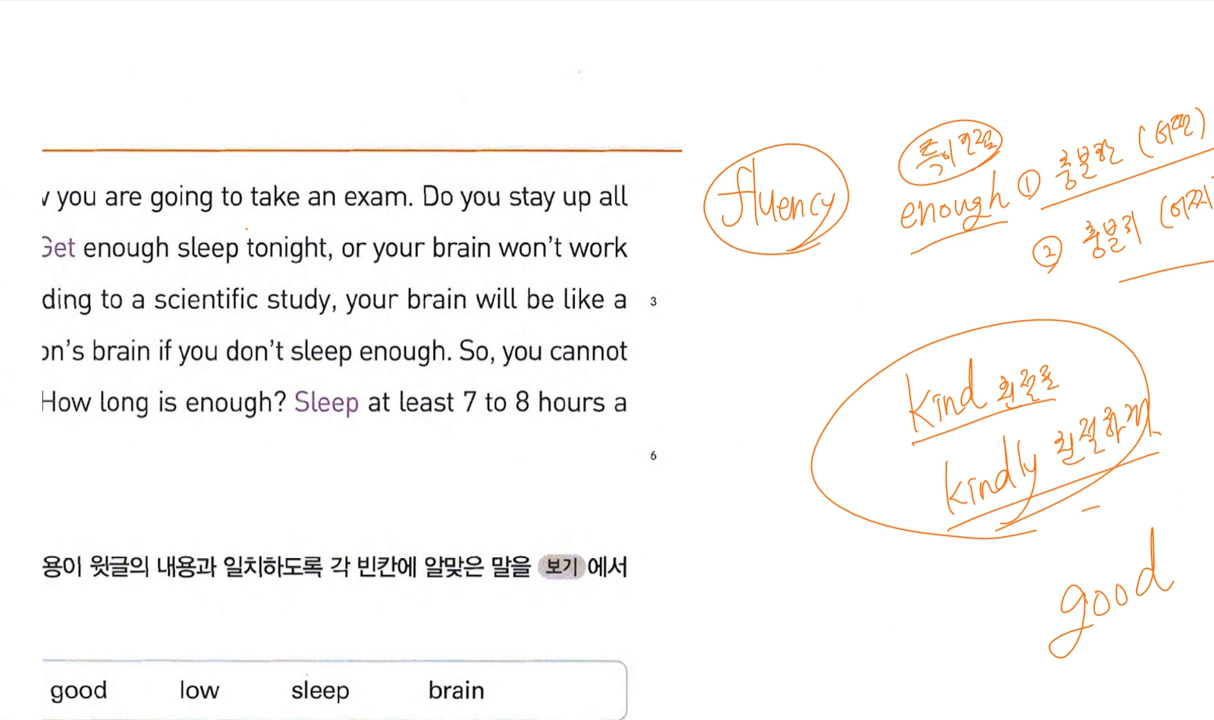 you are going to take an exam. Do you stay up all
Get enough sleep tonight, or your brain won't work
ding to a scientific study, your brain will be like a 3
on's brain if you don't sleep enough. So, you cannot
How long is enough? Sleep at least 7 to 8 hours a
6
용이 윗글의 내용과 일치하도록 각 빈칸에 알맞은 말을 보기 에서
good low sleep brain
fluency
enough ① 충분한 (어떤)
② 충분히 (어찌
kind 친절한
kindly 친절하게
good